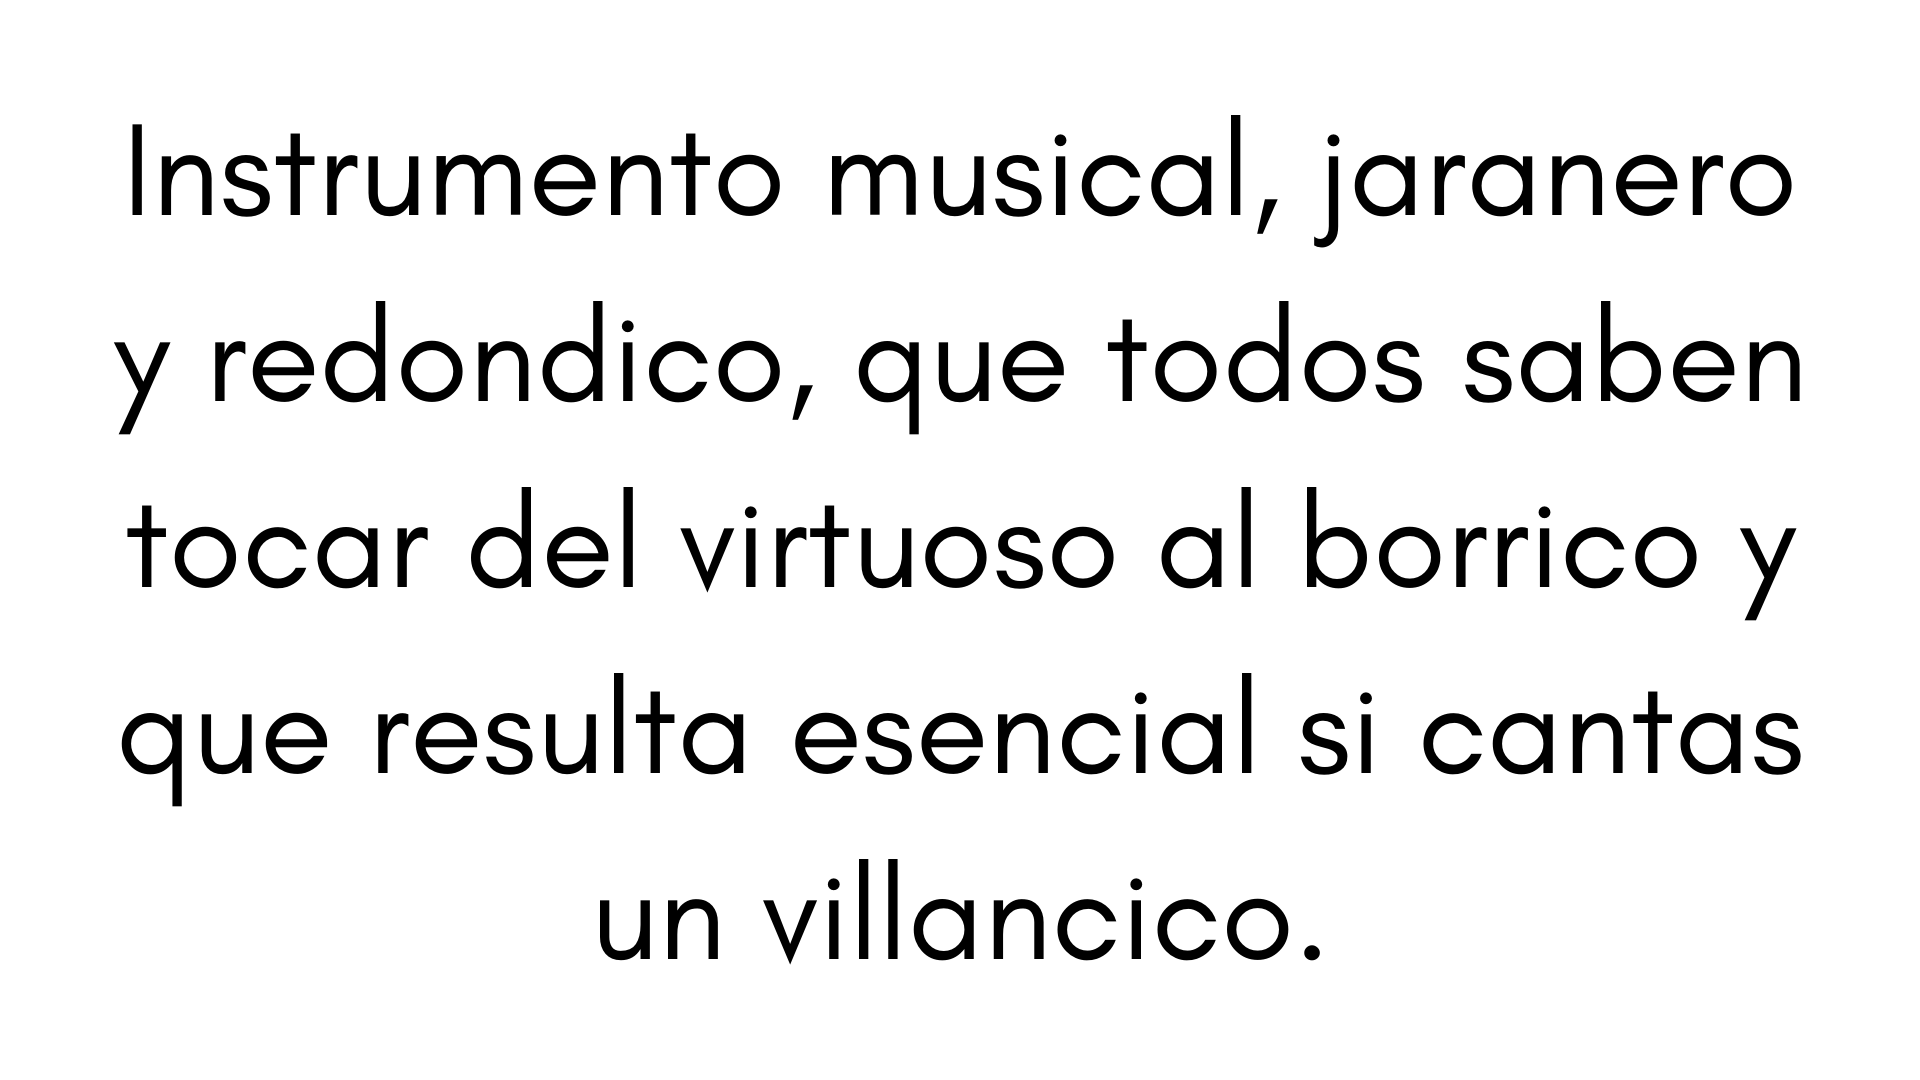 Instrumento musical, jaranero
y redondico, que todos saben
tocar del virtuoso al borrico y
que resulta esencial si cantas
un villancico.